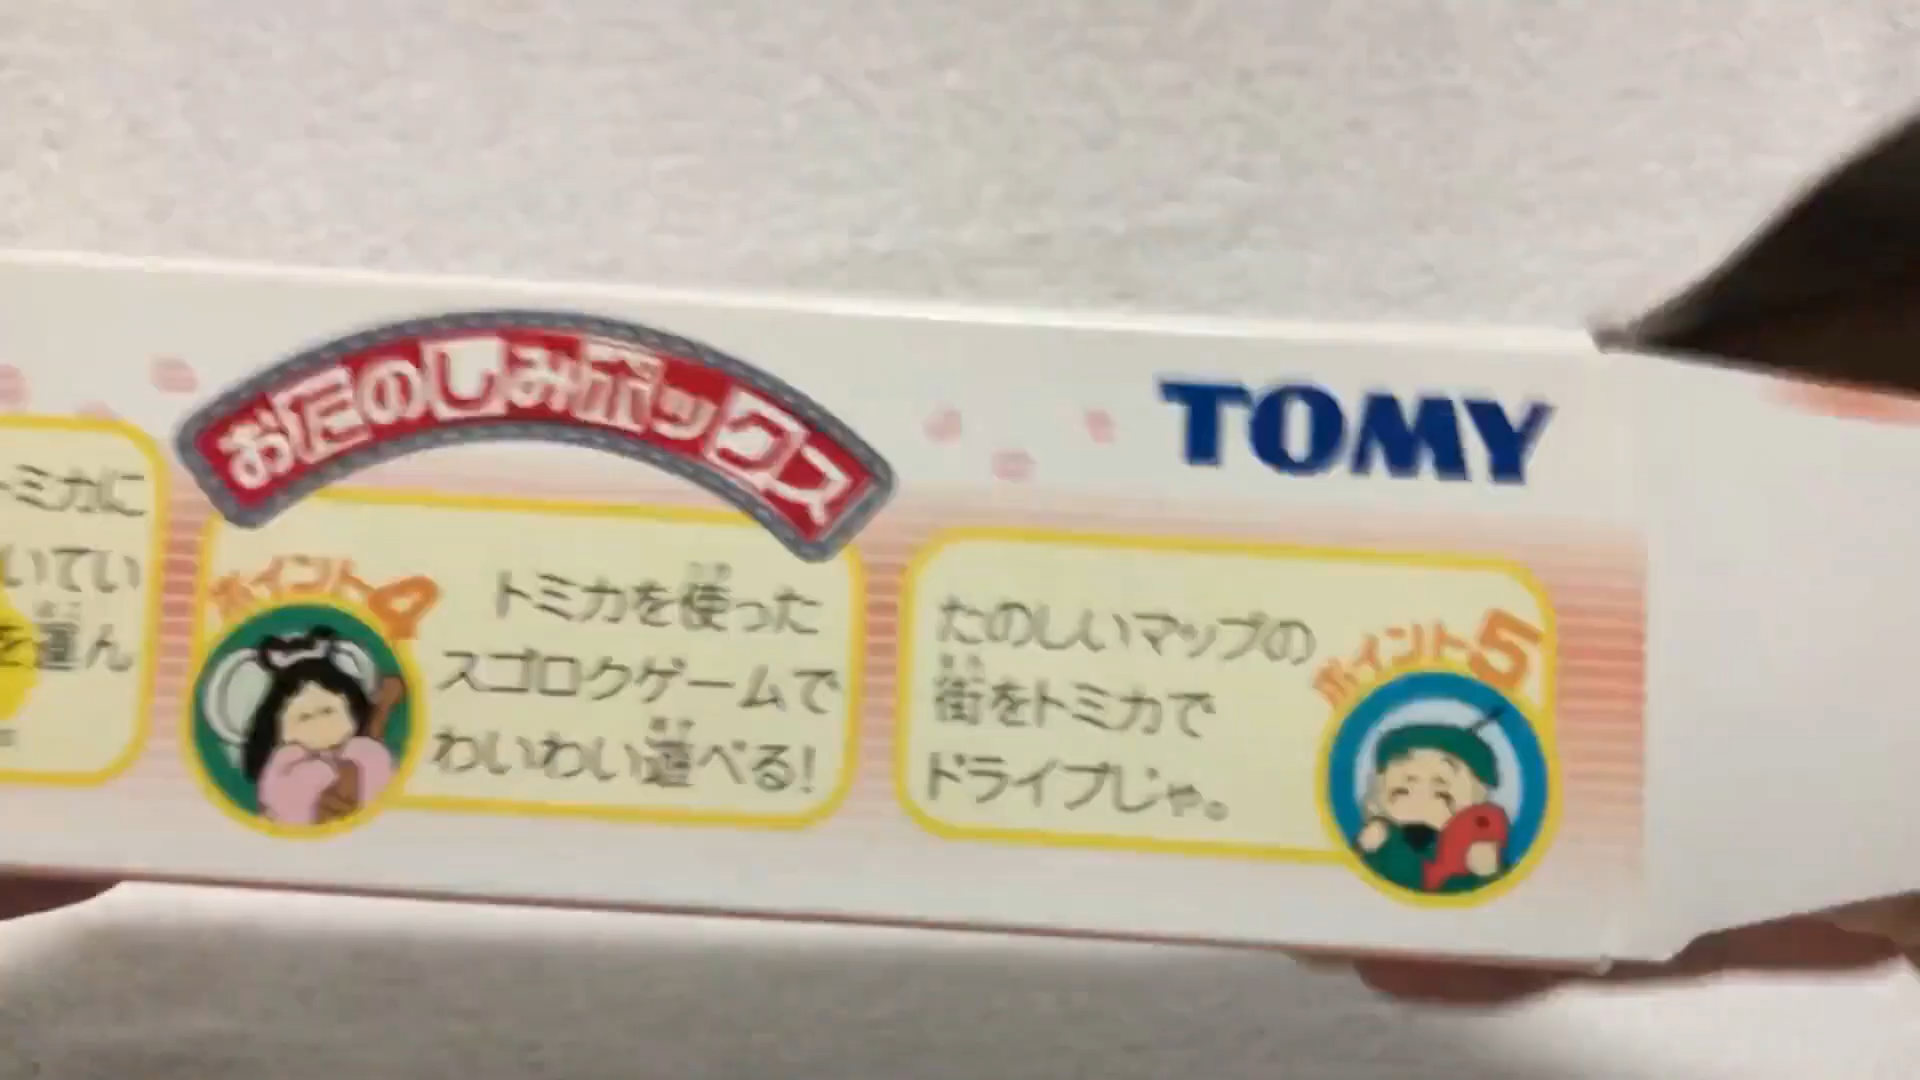 おたのしみボックス
TOMY
トミカに
いてい
を運ん
ポイント4
トミカを使った
スゴロクゲームで
わいわい遊べる!
たのしいマップの
街をトミカで
ドライブじゃ。
ポイント5